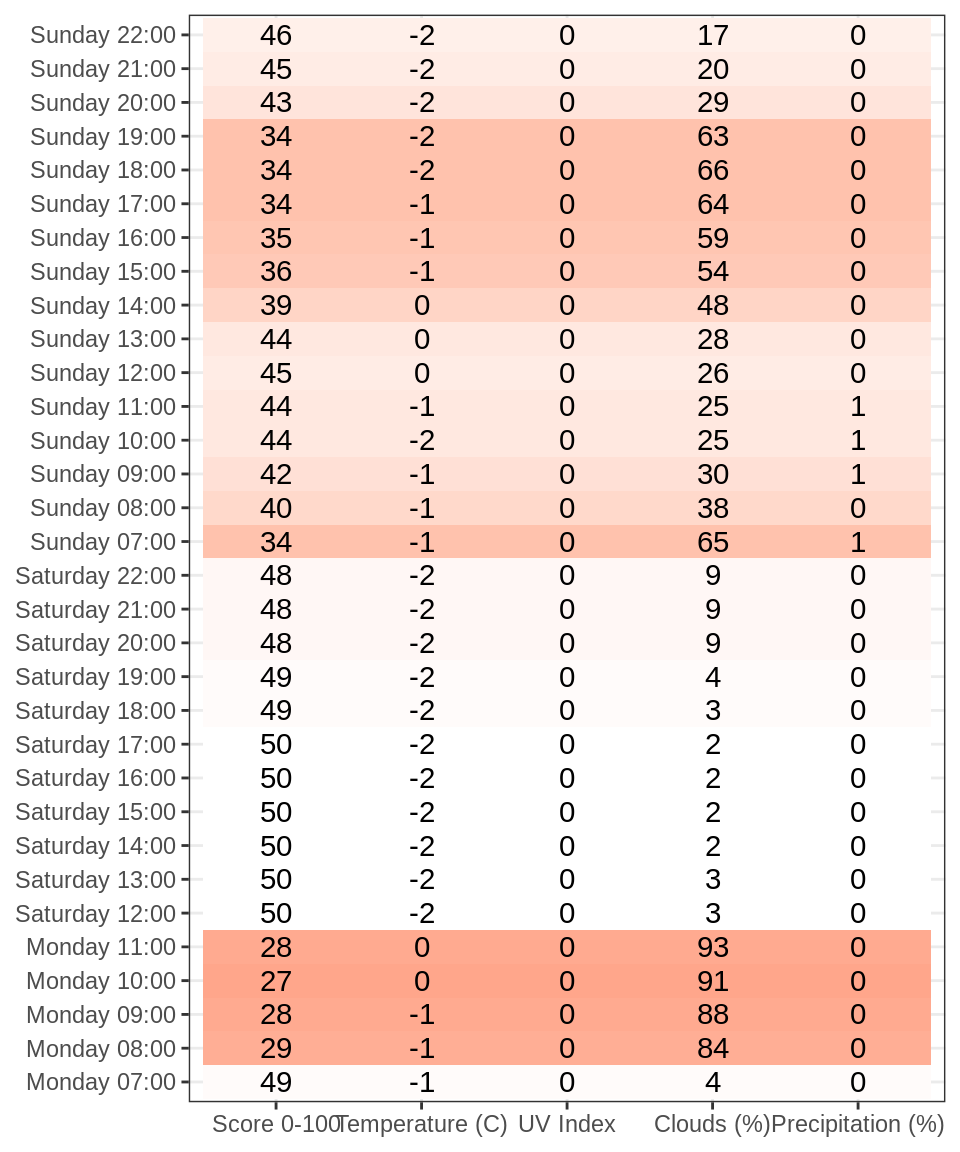 Sunday 22:00 46 -2 0 17 0
Sunday 21:00 45 -2 0 20 0
Sunday 20:00 43 -2 0 29 0
Sunday 19:00 34 -2 0 63 0
Sunday 18:00 34 -2 0 66 0
Sunday 17:00 34 -1 0 64 0
Sunday 16:00 35 -1 0 59 0
Sunday 15:00 36 -1 0 54 0
Sunday 14:00 39 0 0 48 0
Sunday 13:00 44 0 0 28 0
Sunday 12:00 45 0 0 26 0
Sunday 11:00 44 -1 0 25 1
Sunday 10:00 44 -2 0 25 1
Sunday 09:00 42 -1 0 30 1
Sunday 08:00 40 -1 0 38 0
Sunday 07:00 34 -1 0 65 1
Saturday 22:00 48 -2 0 9 0
Saturday 21:00 48 -2 0 9 0
Saturday 20:00 48 -2 0 9 0
Saturday 19:00 49 -2 0 4 0
Saturday 18:00 49 -2 0 3 0
Saturday 17:00 50 -2 0 2 0
Saturday 16:00 50 -2 0 2 0
Saturday 15:00 50 -2 0 2 0
Saturday 14:00 50 -2 0 2 0
Saturday 13:00 50 -2 0 3 0
Saturday 12:00 50 -2 0 3 0
Monday 11:00 28 0 0 93 0
Monday 10:00 27 0 0 91 0
Monday 09:00 28 -1 0 88 0
Monday 08:00 29 -1 0 84 0
Monday 07:00 49 -1 0 4 0
Score 0-100 Temperature (C) UV Index Clouds (%) Precipitation (%)